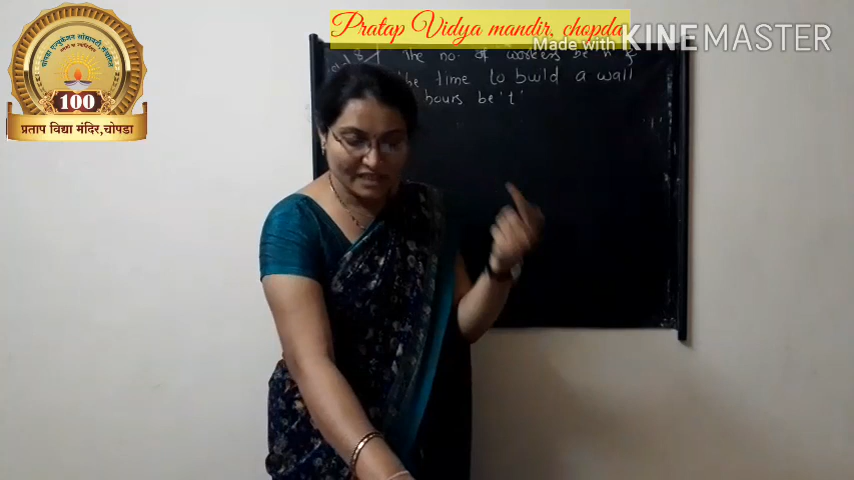 Pratap Vidya mandir, chopda
Made with KINEMASTER
The no. of workers be 'n' &
the time to build a wall
hours be 't'
100
प्रताप विद्या मंदिर, चोपडा